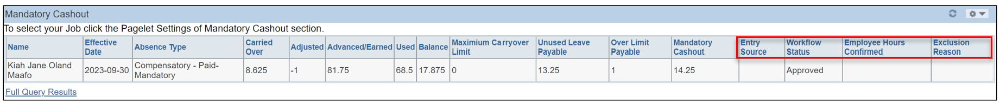 Mandatory Cashout
To select your Job click the Pagelet Settings of Mandatory Cashout section.
Name Effective Date Absence Type Carried Over Adjusted Advanced/Earned Used Balance Maximium Carryover Limit Unused Leave Payable Over Limit Payable Mandatory Cashout Entry Source Workflow Status Employee Hours Confirmed Exclusion Reason
Kiah Jane Oland Maafo 2023-09-30 Compensatory - Paid-Mandatory 8.625 -1 81.75 68.5 17.875 0 13.25 1 14.25 Approved
Full Query Results